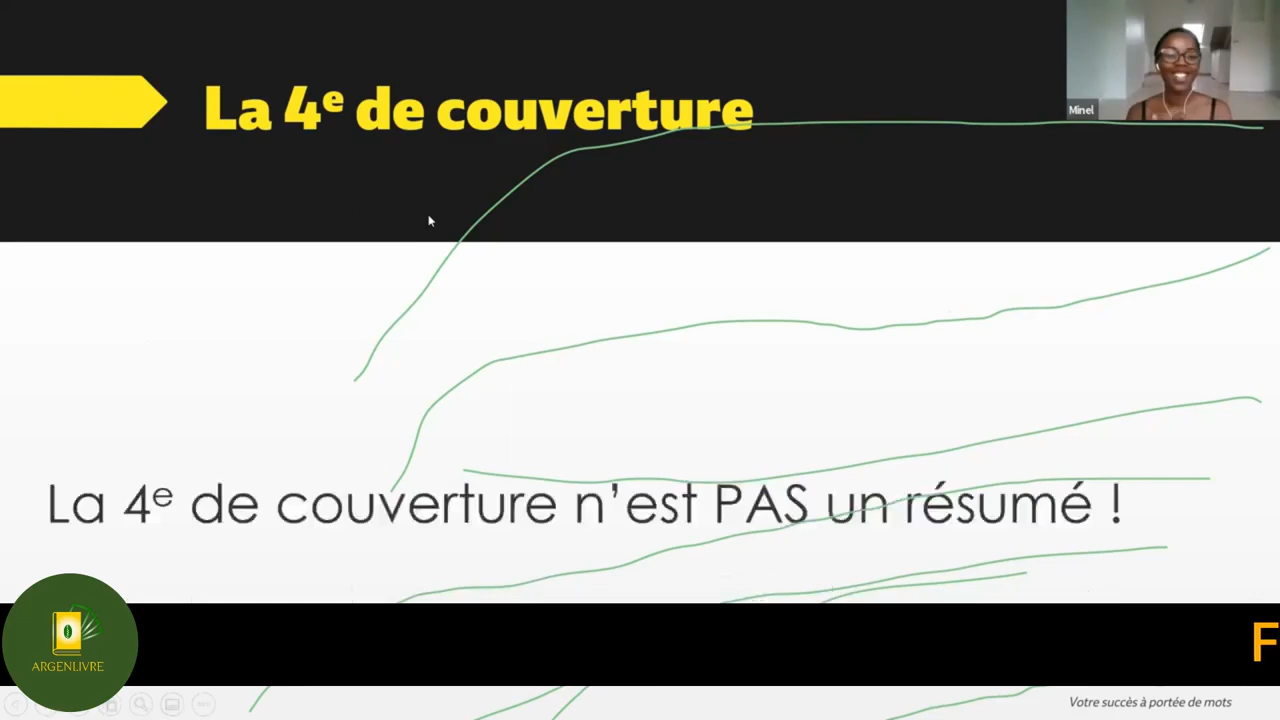 La 4e de couverture
Minel
La 4e de couverture n’est PAS un résumé !
ARGENLIVRE
F
Votre succès à portée de mots